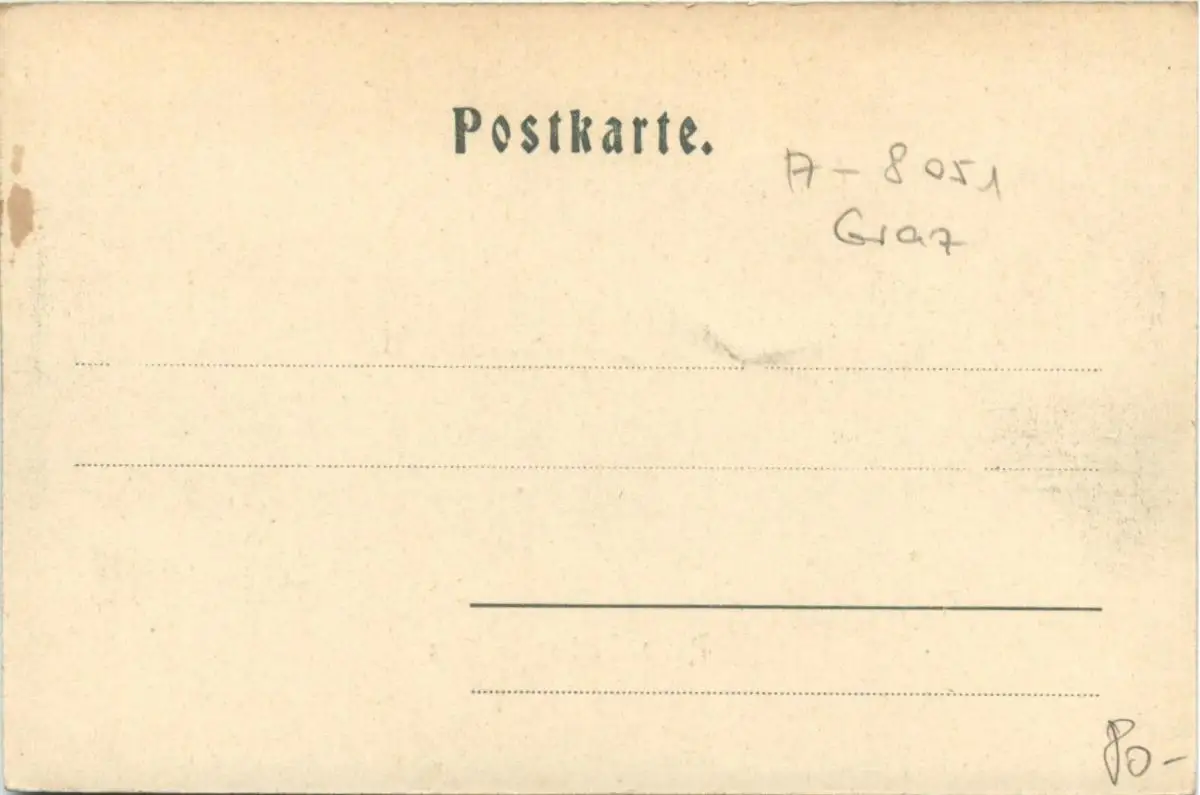 Postkarte.
A - 8051
Graz
80-